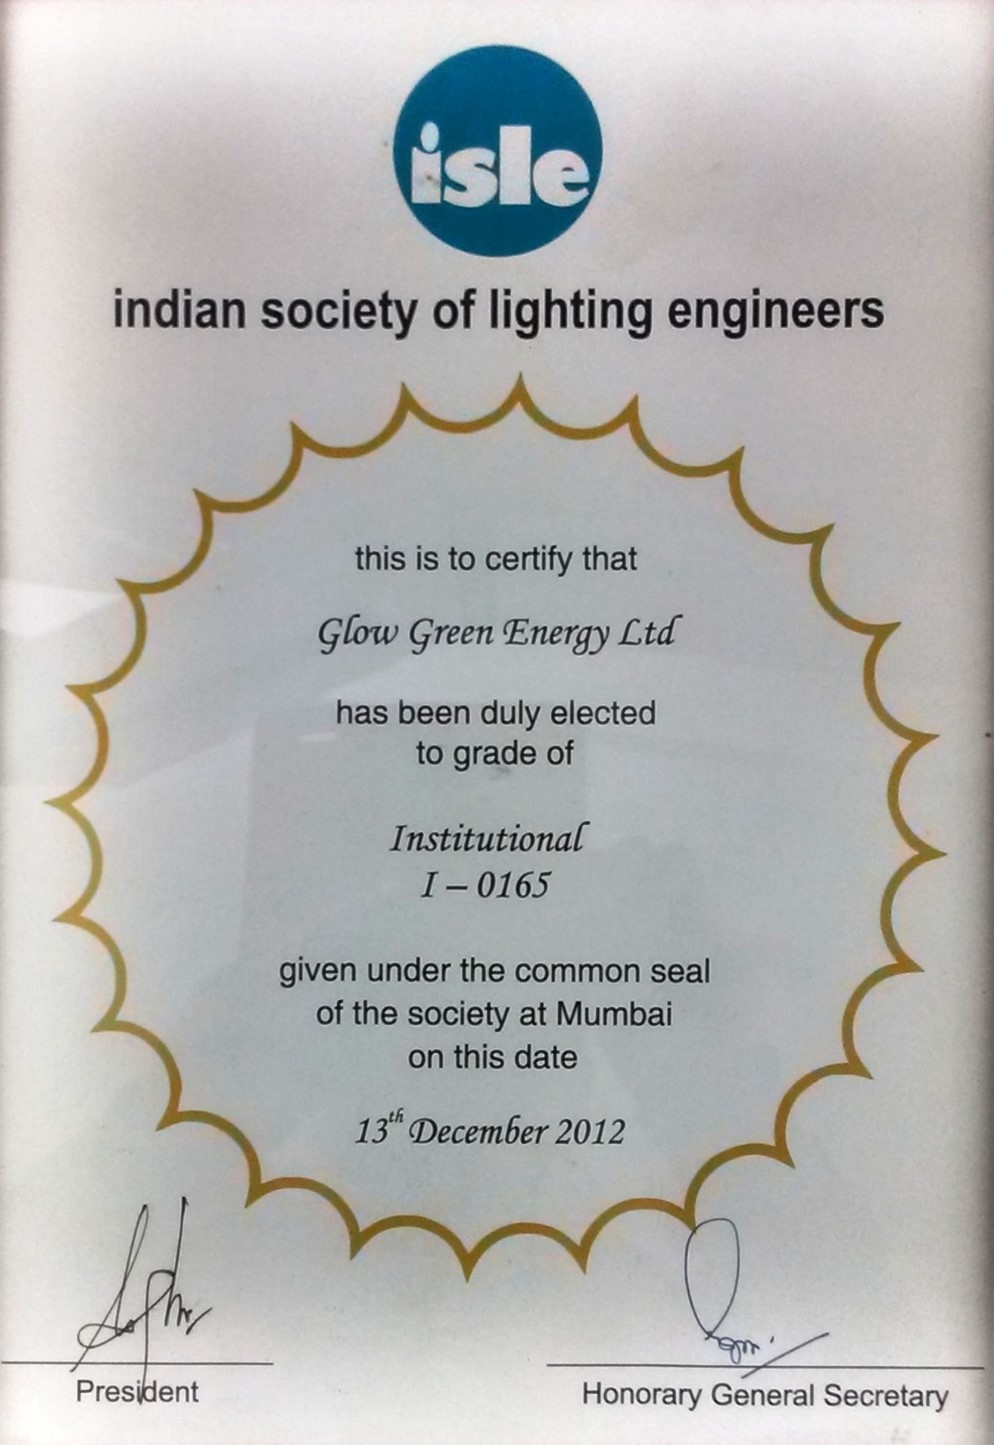 isle
indian society of lighting engineers
this is to certify that
Glow Green Energy Ltd
has been duly elected
to grade of
Institutional
I – 0165
given under the common seal
of the society at Mumbai
on this date
13th December 2012
President
Honorary General Secretary